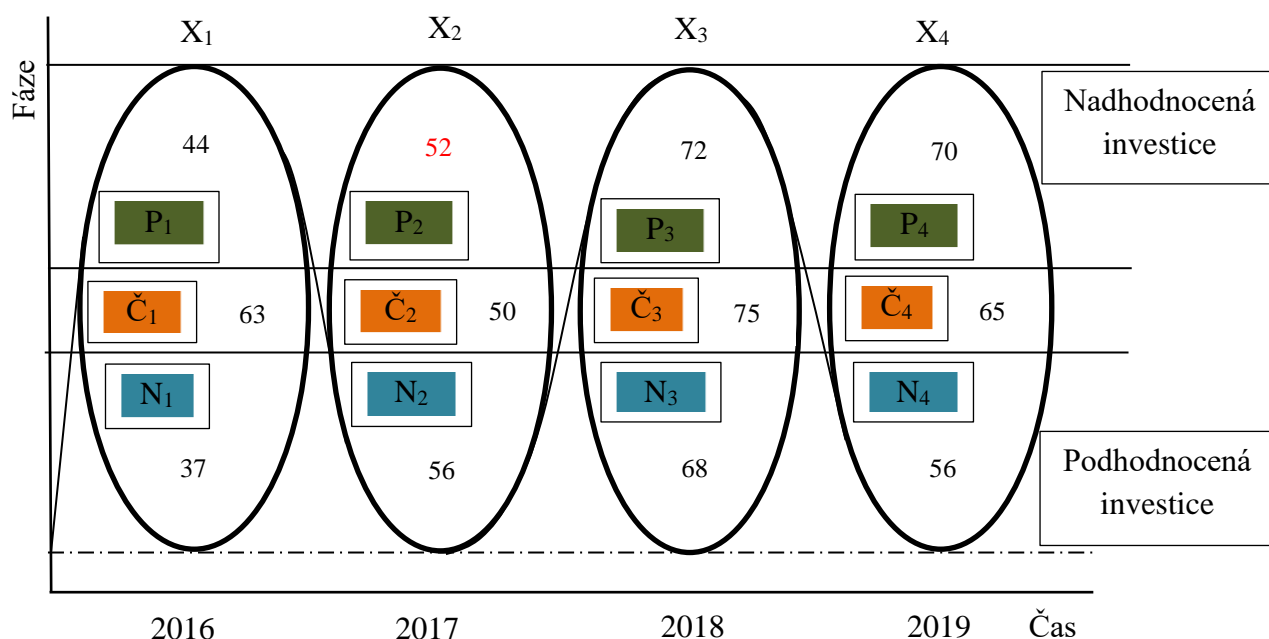 X₁ X₂ X₃ X₄
Fáze
Nadhodnocená
investice
44 52 72 70
P₁ P₂ P₃ P₄
Č₁ 63 Č₂ 50 Č₃ 75 Č₄ 65
N₁ N₂ N₃ N₄
37 56 68 56
Podhodnocená
investice
2016 2017 2018 2019 Čas